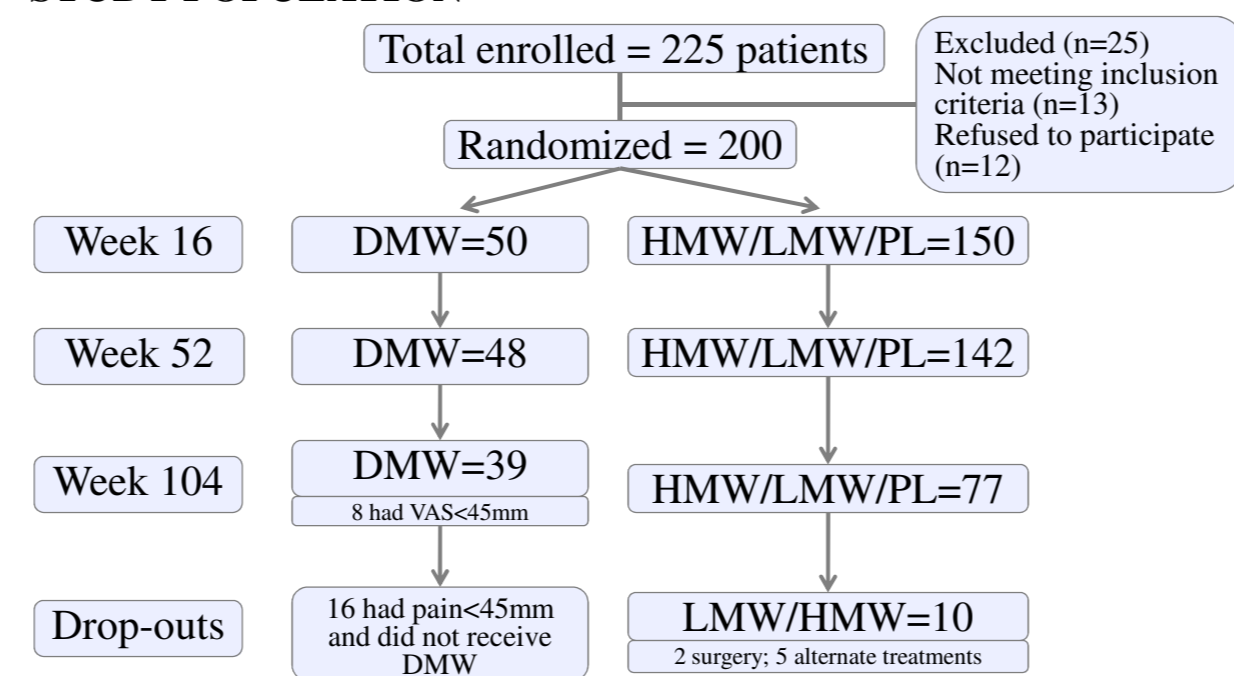 Total enrolled = 225 patients
Excluded (n=25)
Not meeting inclusion
criteria (n=13)
Refused to participate
(n=12)
Randomized = 200
Week 16
DMW=50
HMW/LMW/PL=150
Week 52
DMW=48
HMW/LMW/PL=142
Week 104
DMW=39
8 had VAS<45mm
HMW/LMW/PL=77
Drop-outs
16 had pain<45mm
and did not receive
DMW
LMW/HMW=10
2 surgery; 5 alternate treatments